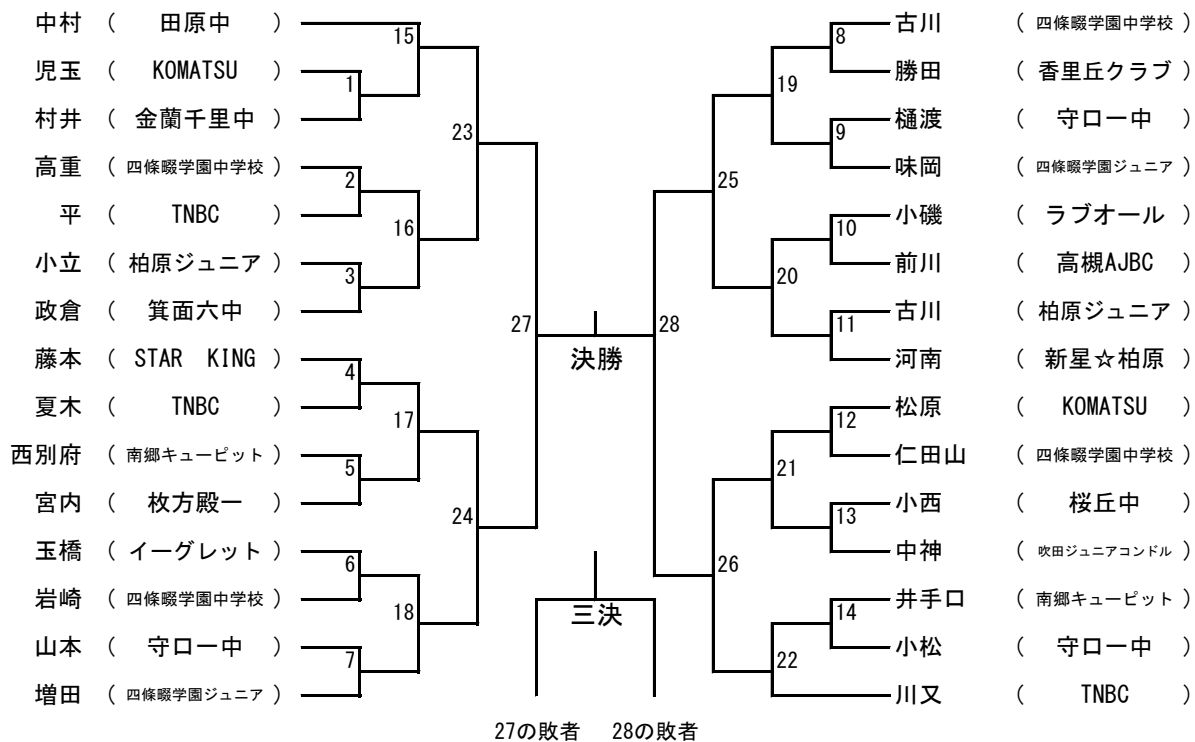 中村 ( 田原中 )
児玉 ( KOMATSU )
村井 ( 金蘭千里中 )
高重 ( 四條畷学園中学校 )
平 ( TNBC )
小立 ( 柏原ジュニア )
政倉 ( 箕面六中 )
藤本 ( STAR KING )
夏木 ( TNBC )
西別府 ( 南郷キューピット )
宮内 ( 枚方殿一 )
玉橋 ( イーグレット )
岩崎 ( 四條畷学園中学校 )
山本 ( 守口一中 )
増田 ( 四條畷学園ジュニア )
15
1
23
2
16
3
27
4
17
5
24
6
18
7
決勝
三決
27の敗者 28の敗者
8
19
9
25
10
20
11
28
12
21
13
26
14
22
古川 ( 四條畷学園中学校 )
勝田 ( 香里丘クラブ )
樋渡 ( 守口一中 )
味岡 ( 四條畷学園ジュニア )
小磯 ( ラブオール )
前川 ( 高槻AJBC )
古川 ( 柏原ジュニア )
河南 ( 新星☆柏原 )
松原 ( KOMATSU )
仁田山 ( 四條畷学園中学校 )
小西 ( 桜丘中 )
中神 ( 吹田ジュニアコンドル )
井手口 ( 南郷キューピット )
小松 ( 守口一中 )
川又 ( TNBC )